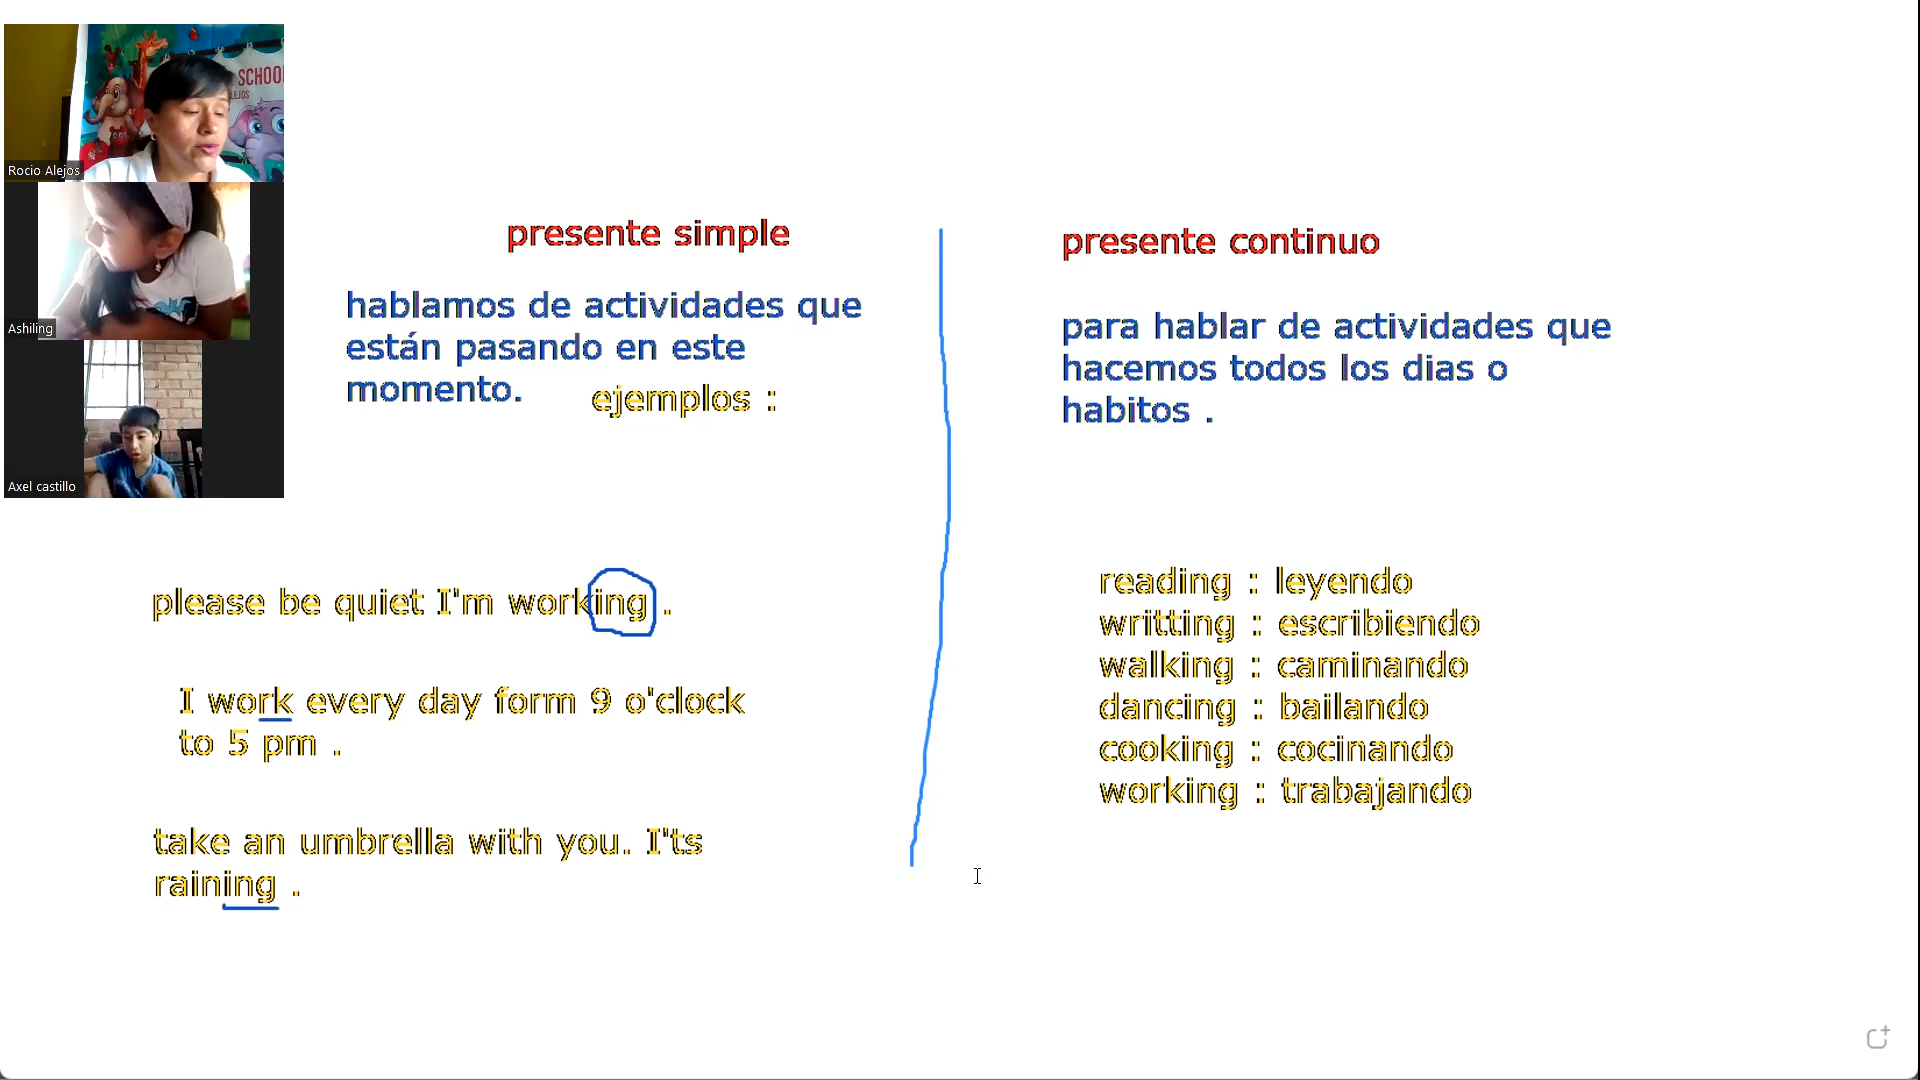 SCHOOL
LEJOS
Rocio Alejos
Ashiling
Axel castillo
presente simple
hablamos de actividades que
están pasando en este
momento.
ejemplos :
please be quiet I'm working .
I work every day form 9 o'clock
to 5 pm .
take an umbrella with you. I'ts
raining .
presente continuo
para hablar de actividades que
hacemos todos los dias o
habitos .
reading : leyendo
writting : escribiendo
walking : caminando
dancing : bailando
cooking : cocinando
working : trabajando